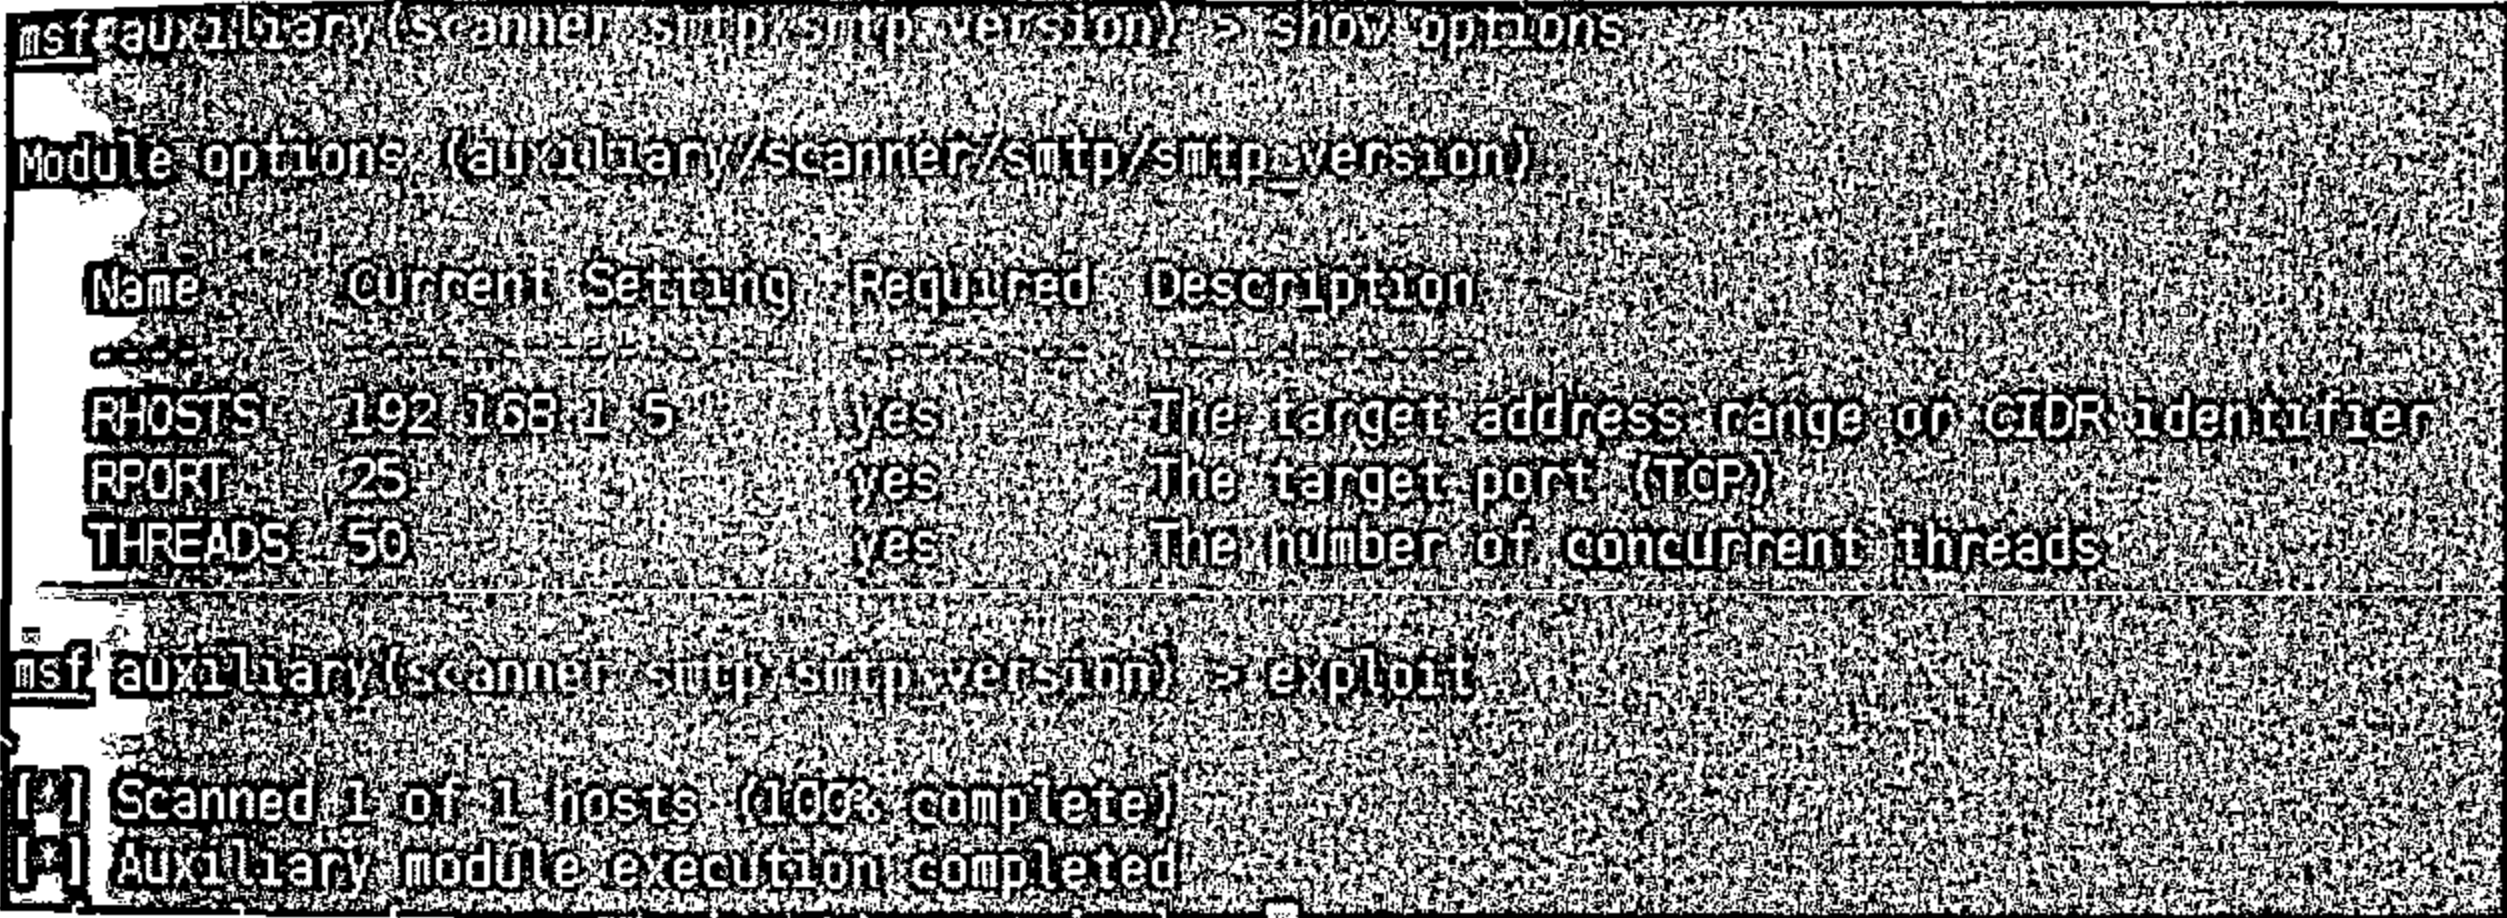 msf auxiliary(scanner/smtp/smtp_version) > show options
Module options (auxiliary/scanner/smtp/smtp_version)
Name Current Setting Required Description
---- --------------- -------- -----------
RHOSTS 192.168.1.5 yes The target address range or CIDR identifier
RPORT 25 yes The target port (TCP)
THREADS 50 yes The number of concurrent threads
msf auxiliary(scanner/smtp/smtp_version) > exploit
[*] Scanned 1 of 1 hosts (100% complete)
[*] Auxiliary module execution completed